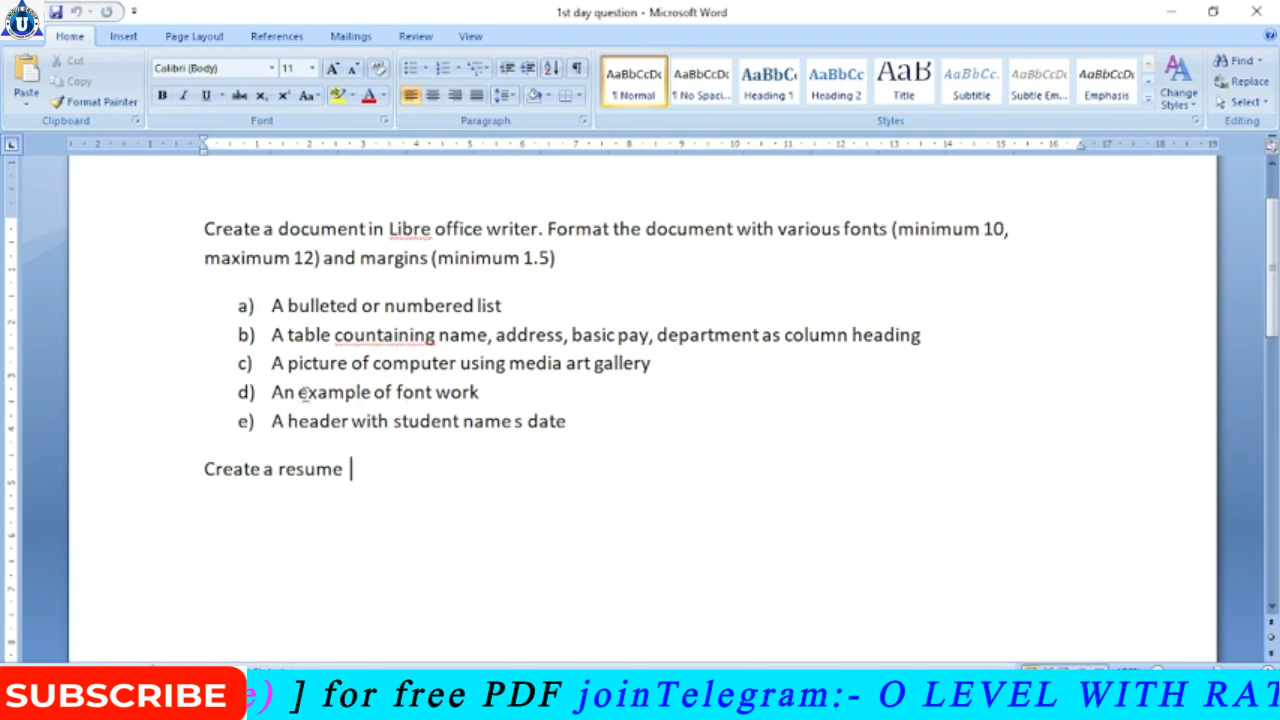 1st day question - Microsoft Word
Home Insert Page Layout References Mailings Review View
Cut
Copy
Format Painter
Paste
Calibri (Body) 11
AaBbCcDc AaBbCcDc AaBbC AaBbCc AaB AaBbCc. AaBbCcDc AaBbCcDc
¶ Normal ¶ No Spaci... Heading 1 Heading 2 Title Subtitle Subtle Em... Emphasis
Change Styles
Find
Replace
Select
Clipboard Font Paragraph Styles Editing
Create a document in Libre office writer. Format the document with various fonts (minimum 10,
maximum 12) and margins (minimum 1.5)
a) A bulleted or numbered list
b) A table countaining name, address, basic pay, department as column heading
c) A picture of computer using media art gallery
d) An example of font work
e) A header with student name s date
Create a resume
SUBSCRIBE e) ] for free PDF joinTelegram:- O LEVEL WITH RAT